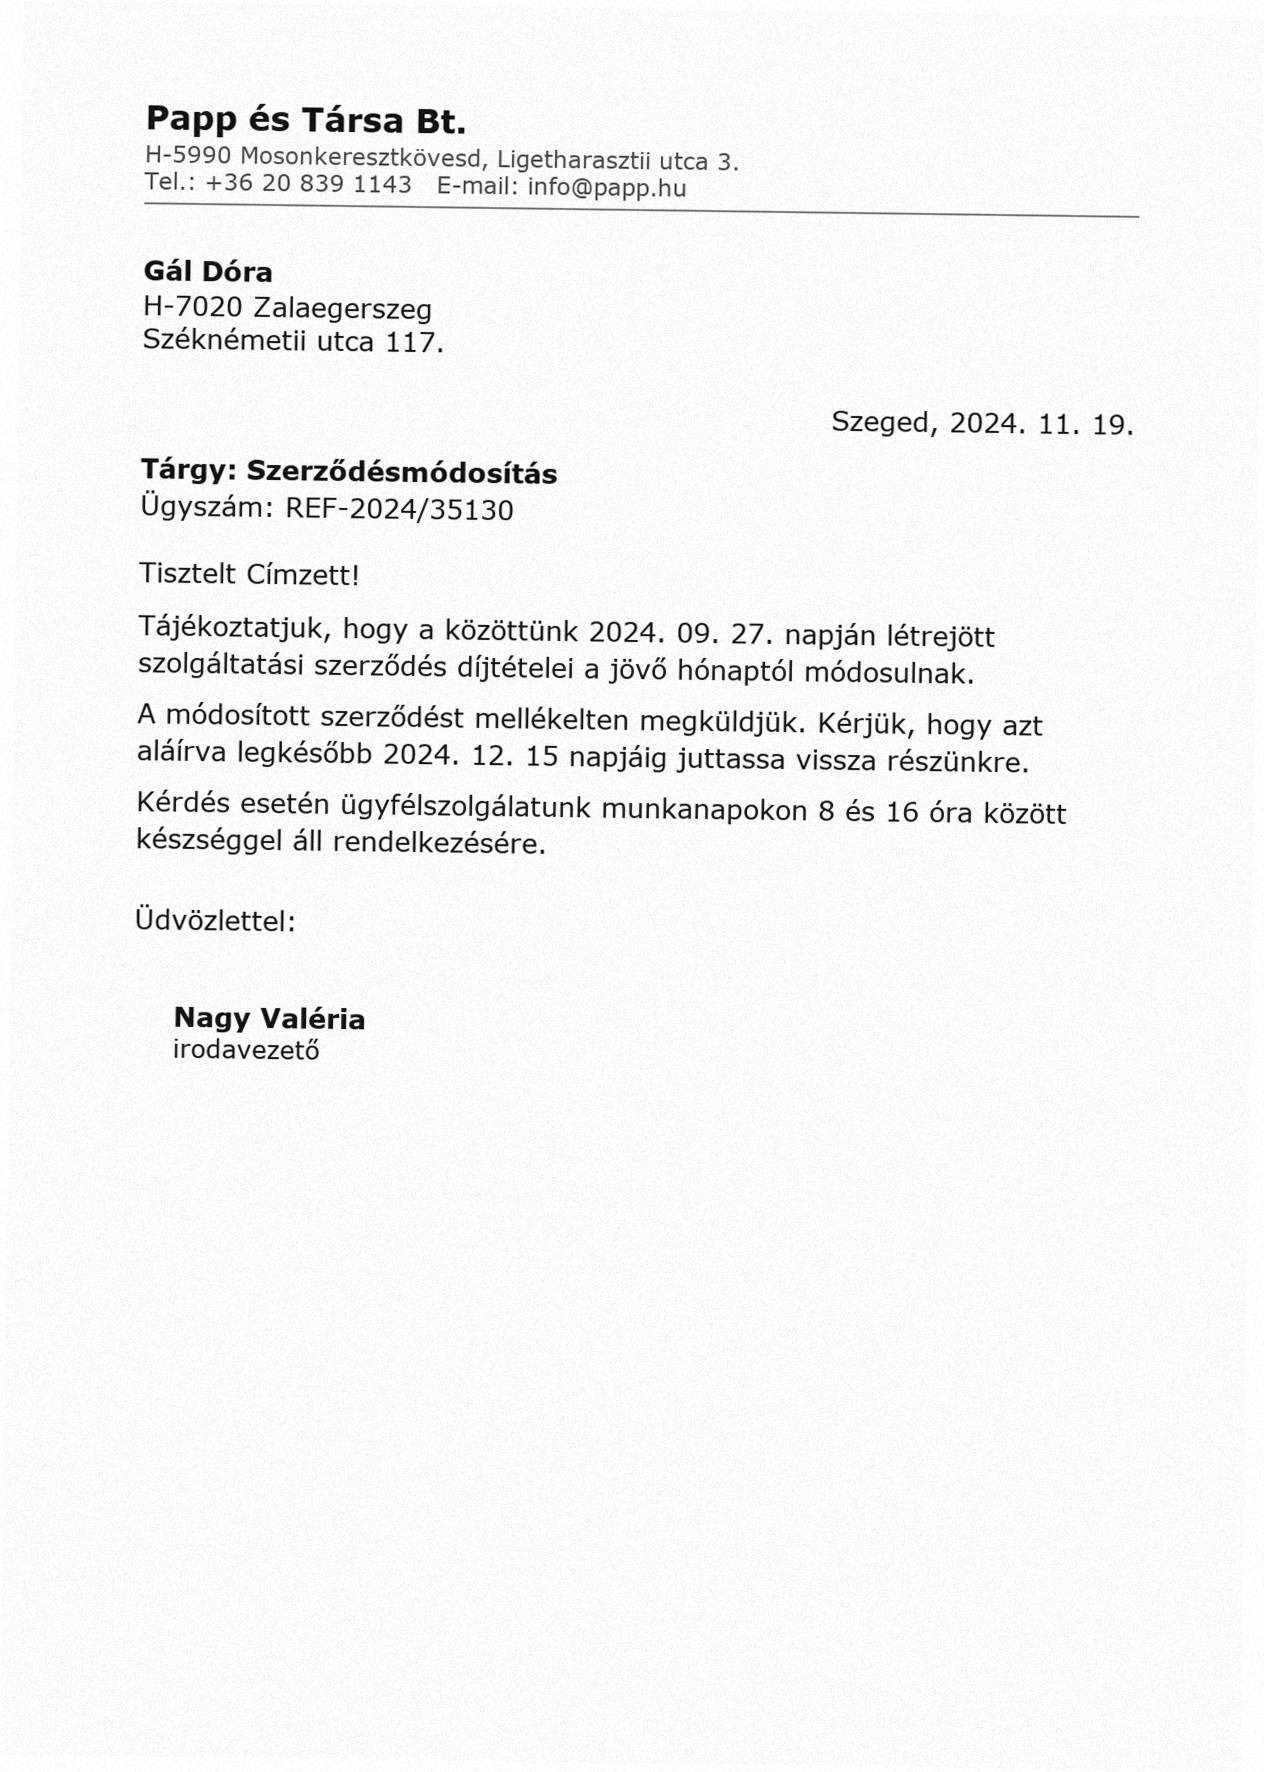 Papp és Társa Bt.
H-5990 Mosonkeresztkövesd, Ligetharasztii utca 3.
Tel.: +36 20 839 1143 E-mail: info@papp.hu
Gál Dóra
H-7020 Zalaegerszeg
Széknémetii utca 117.
Szeged, 2024. 11. 19.
Tárgy: Szerződésmódosítás
Ügyszám: REF-2024/35130
Tisztelt Címzett!
Tájékoztatjuk, hogy a közöttünk 2024. 09. 27. napján létrejött
szolgáltatási szerződés díjtételei a jövő hónaptól módosulnak.
A módosított szerződést mellékelten megküldjük. Kérjük, hogy azt
aláírva legkésőbb 2024. 12. 15 napjáig juttassa vissza részünkre.
Kérdés esetén ügyfélszolgálatunk munkanapokon 8 és 16 óra között
készséggel áll rendelkezésére.
Üdvözlettel:
Nagy Valéria
irodavezető